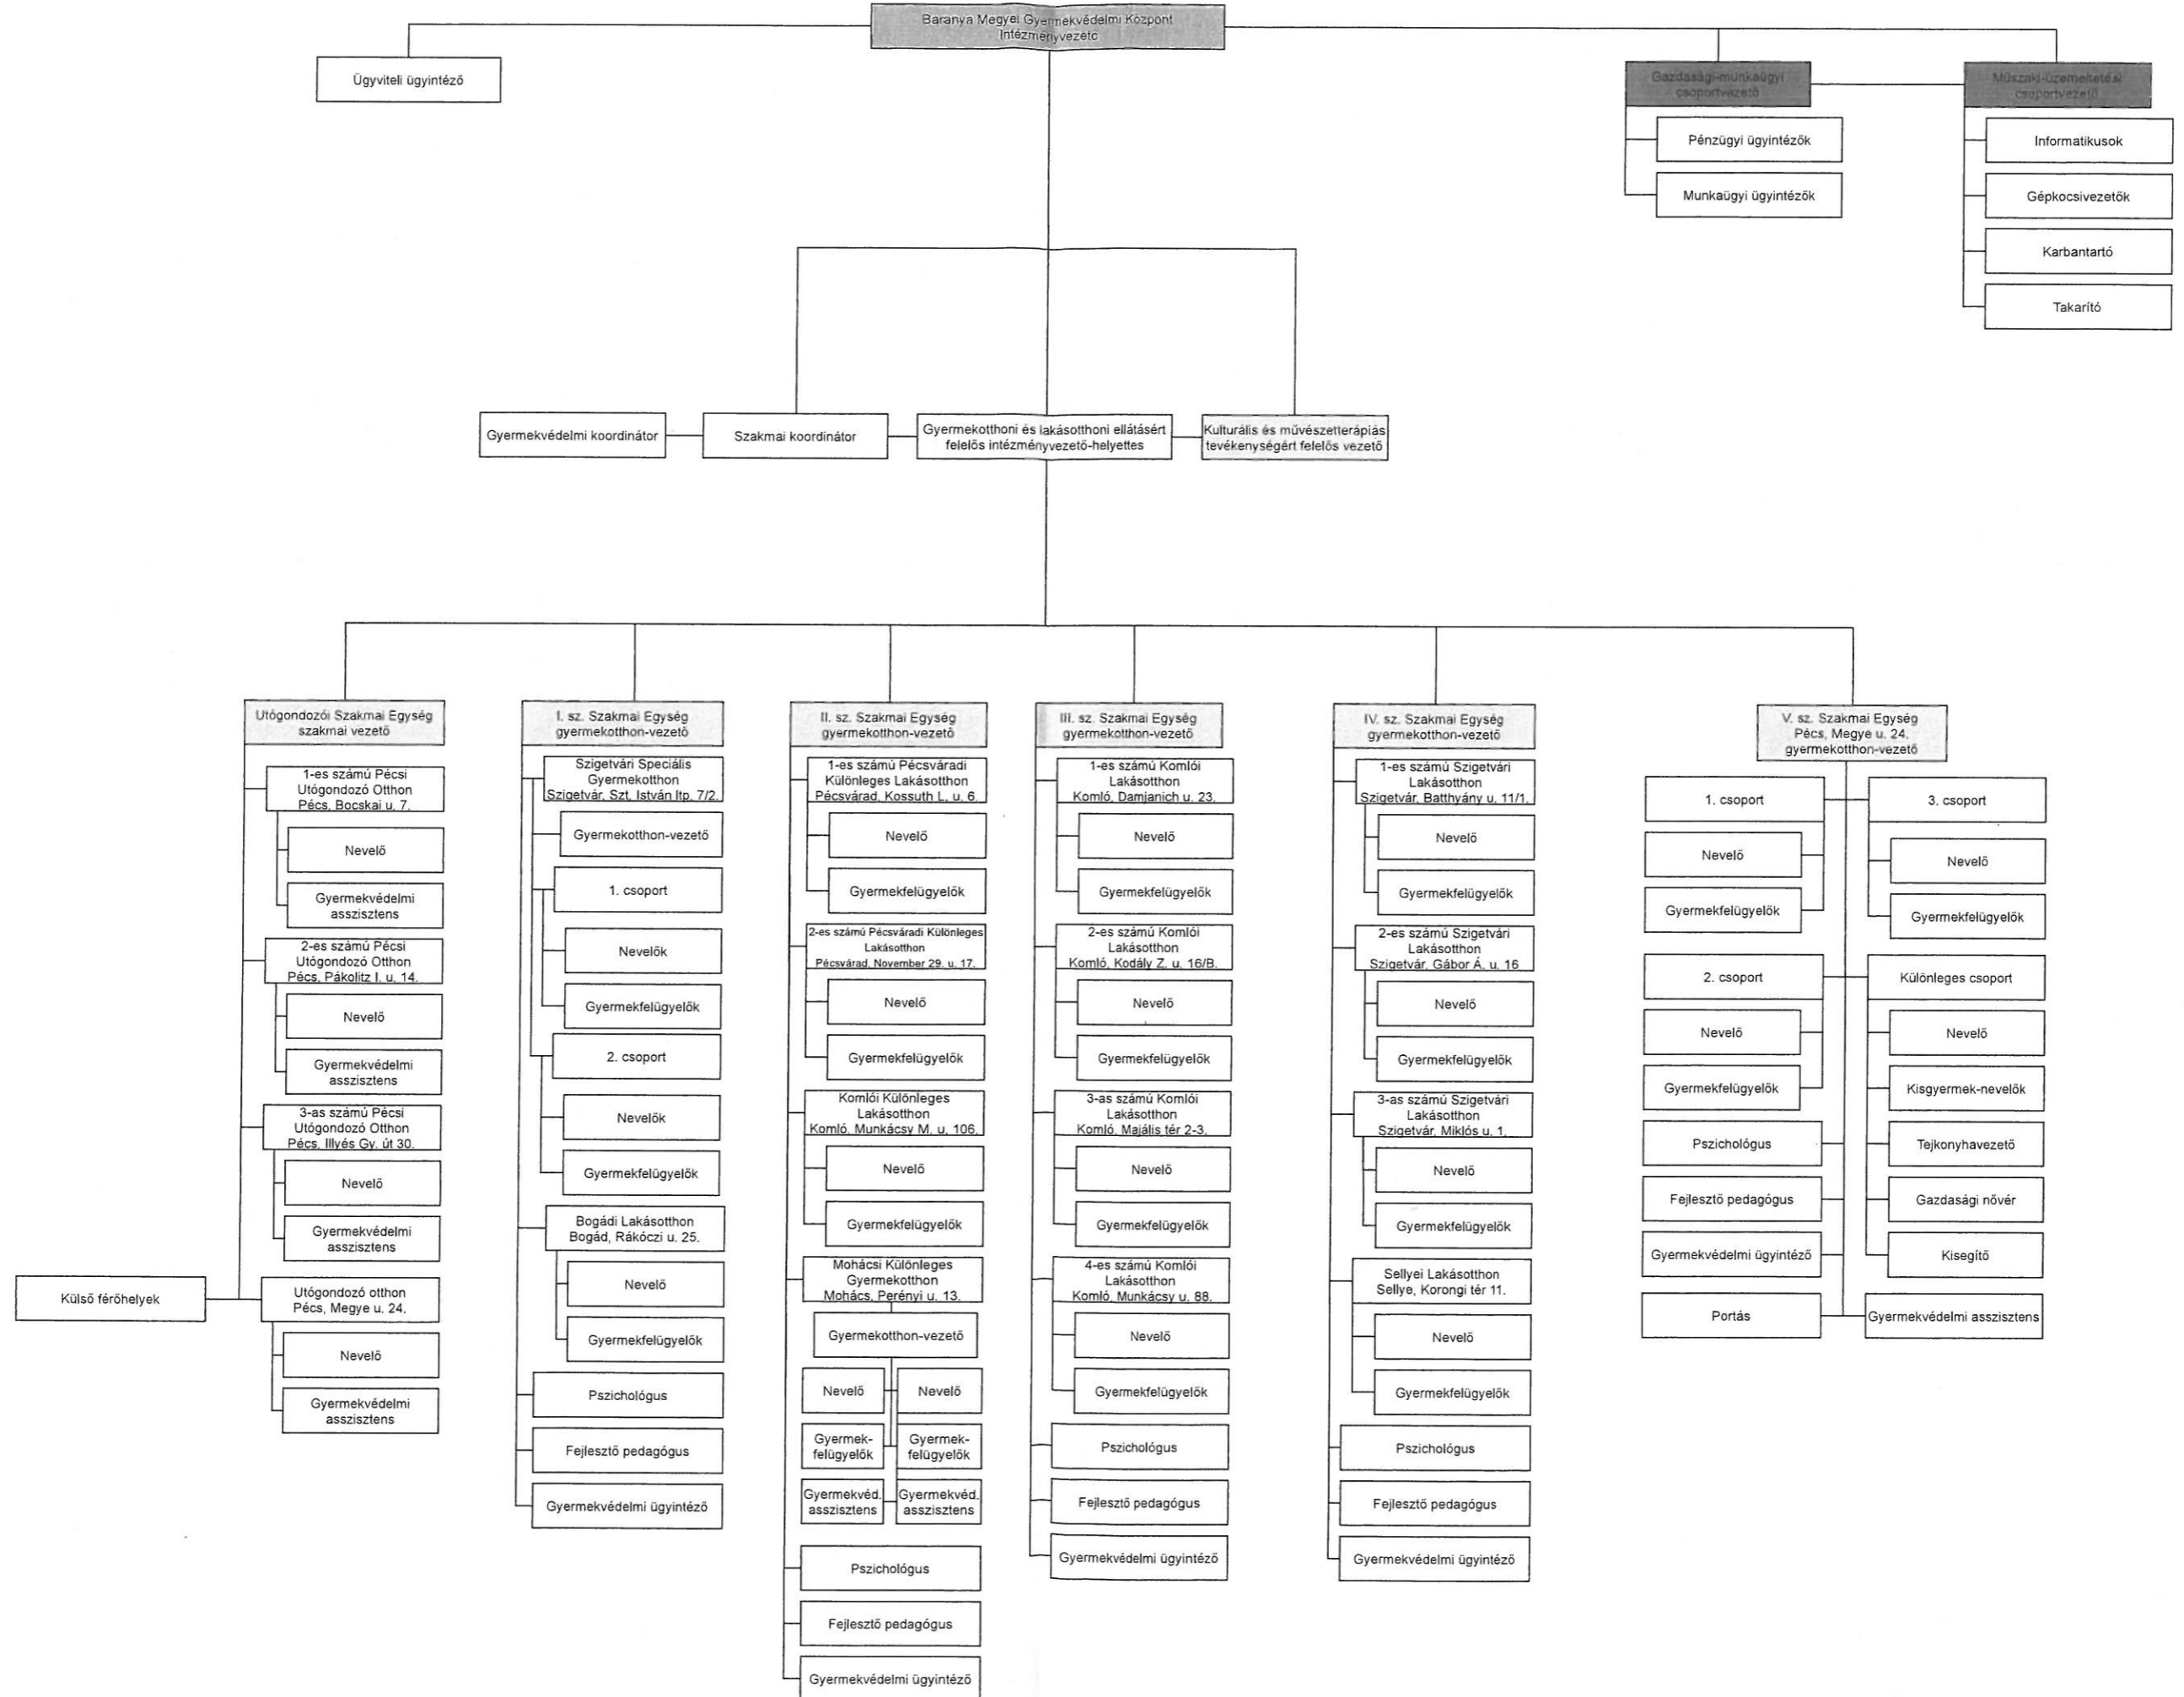 Baranya Megyei Gyermekvédelmi Központ
Intézményvezető
Ügyviteli ügyintéző
Gazdasági-munkaügyi
csoportvezető
Műszaki-üzemeltetési
csoportvezető
Pénzügyi ügyintézők
Munkaügyi ügyintézők
Informatikusok
Gépkocsivezetők
Karbantartó
Takarító
Gyermekvédelmi koordinátor
Szakmai koordinátor
Gyermekotthoni és lakásotthoni ellátásért
felelős intézményvezető-helyettes
Kulturális és művészetterápiás
tevékenységért felelős vezető
Utógondozói Szakmai Egység
szakmai vezető
1-es számú Pécsi
Utógondozó Otthon
Pécs, Bocskai u. 7.
Nevelő
Gyermekvédelmi
asszisztens
2-es számú Pécsi
Utógondozó Otthon
Pécs, Pákolitz I. u. 14.
Nevelő
Gyermekvédelmi
asszisztens
3-as számú Pécsi
Utógondozó Otthon
Pécs, Illyés Gy. út 30.
Nevelő
Gyermekvédelmi
asszisztens
Külső férőhelyek
Utógondozó otthon
Pécs, Megye u. 24.
Nevelő
Gyermekvédelmi
asszisztens
I. sz. Szakmai Egység
gyermekotthon-vezető
Szigetvári Speciális
Gyermekotthon
Szigetvár, Szt. István ltp. 7/2.
Gyermekotthon-vezető
1. csoport
Nevelők
Gyermekfelügyelők
2. csoport
Nevelők
Gyermekfelügyelők
Bogádi Lakásotthon
Bogád, Rákóczi u. 25.
Nevelő
Gyermekfelügyelők
Pszichológus
Fejlesztő pedagógus
Gyermekvédelmi ügyintéző
II. sz. Szakmai Egység
gyermekotthon-vezető
1-es számú Pécsváradi
Különleges Lakásotthon
Pécsvárad, Kossuth L. u. 6.
Nevelő
Gyermekfelügyelők
2-es számú Pécsváradi Különleges
Lakásotthon
Pécsvárad, November 29. u. 17.
Nevelő
Gyermekfelügyelők
Komlói Különleges
Lakásotthon
Komló, Munkácsy M. u. 106.
Nevelő
Gyermekfelügyelők
Mohácsi Különleges
Gyermekotthon
Mohács, Perényi u. 13.
Gyermekotthon-vezető
Nevelő
Nevelő
Gyermek-
felügyelők
Gyermek-
felügyelők
Gyermekvéd.
asszisztens
Gyermekvéd.
asszisztens
Pszichológus
Fejlesztő pedagógus
Gyermekvédelmi ügyintéző
III. sz. Szakmai Egység
gyermekotthon-vezető
1-es számú Komlói
Lakásotthon
Komló, Damjanich u. 23.
Nevelő
Gyermekfelügyelők
2-es számú Komlói
Lakásotthon
Komló, Kodály Z. u. 16/B.
Nevelő
Gyermekfelügyelők
3-as számú Komlói
Lakásotthon
Komló, Majális tér 2-3.
Nevelő
Gyermekfelügyelők
4-es számú Komlói
Lakásotthon
Komló, Munkácsy u. 88.
Nevelő
Gyermekfelügyelők
Pszichológus
Fejlesztő pedagógus
Gyermekvédelmi ügyintéző
IV. sz. Szakmai Egység
gyermekotthon-vezető
1-es számú Szigetvári
Lakásotthon
Szigetvár, Batthyány u. 11/1.
Nevelő
Gyermekfelügyelők
2-es számú Szigetvári
Lakásotthon
Szigetvár, Gábor Á. u. 16
Nevelő
Gyermekfelügyelők
3-as számú Szigetvári
Lakásotthon
Szigetvár, Miklós u. 1.
Nevelő
Gyermekfelügyelők
Sellyei Lakásotthon
Sellye, Korongi tér 11.
Nevelő
Gyermekfelügyelők
Pszichológus
Fejlesztő pedagógus
Gyermekvédelmi ügyintéző
V. sz. Szakmai Egység
Pécs, Megye u. 24.
gyermekotthon-vezető
1. csoport
Nevelő
Gyermekfelügyelők
2. csoport
Nevelő
Gyermekfelügyelők
Pszichológus
Fejlesztő pedagógus
Gyermekvédelmi ügyintéző
Portás
3. csoport
Nevelő
Gyermekfelügyelők
Különleges csoport
Nevelő
Kisgyermek-nevelők
Tejkonyhavezető
Gazdasági nővér
Kisegítő
Gyermekvédelmi asszisztens